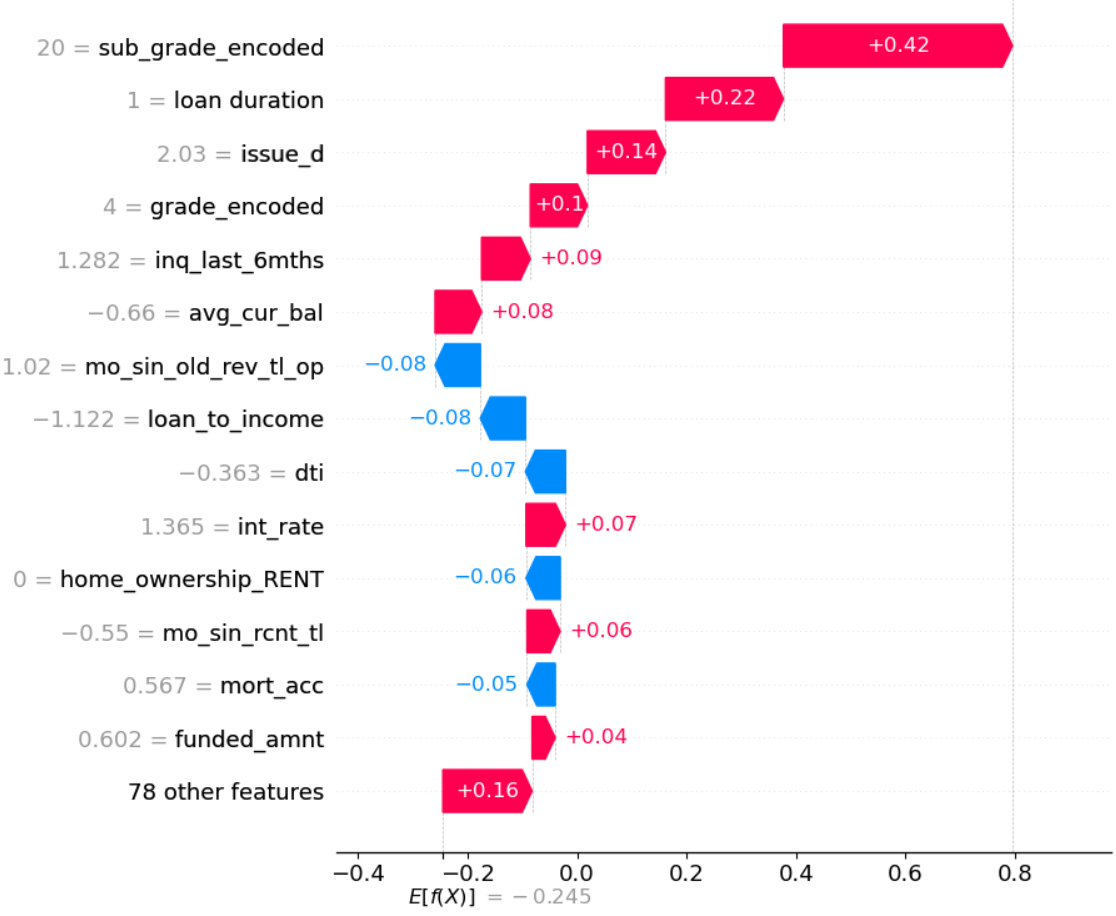 20 = sub_grade_encoded +0.42
1 = loan duration +0.22
2.03 = issue_d +0.14
4 = grade_encoded +0.1
1.282 = inq_last_6mths +0.09
−0.66 = avg_cur_bal +0.08
1.02 = mo_sin_old_rev_tl_op −0.08
−1.122 = loan_to_income −0.08
−0.363 = dti −0.07
1.365 = int_rate +0.07
0 = home_ownership_RENT −0.06
−0.55 = mo_sin_rcnt_tl +0.06
0.567 = mort_acc −0.05
0.602 = funded_amnt +0.04
78 other features +0.16
−0.4 −0.2 0.0 0.2 0.4 0.6 0.8
E[f(X)] = −0.245